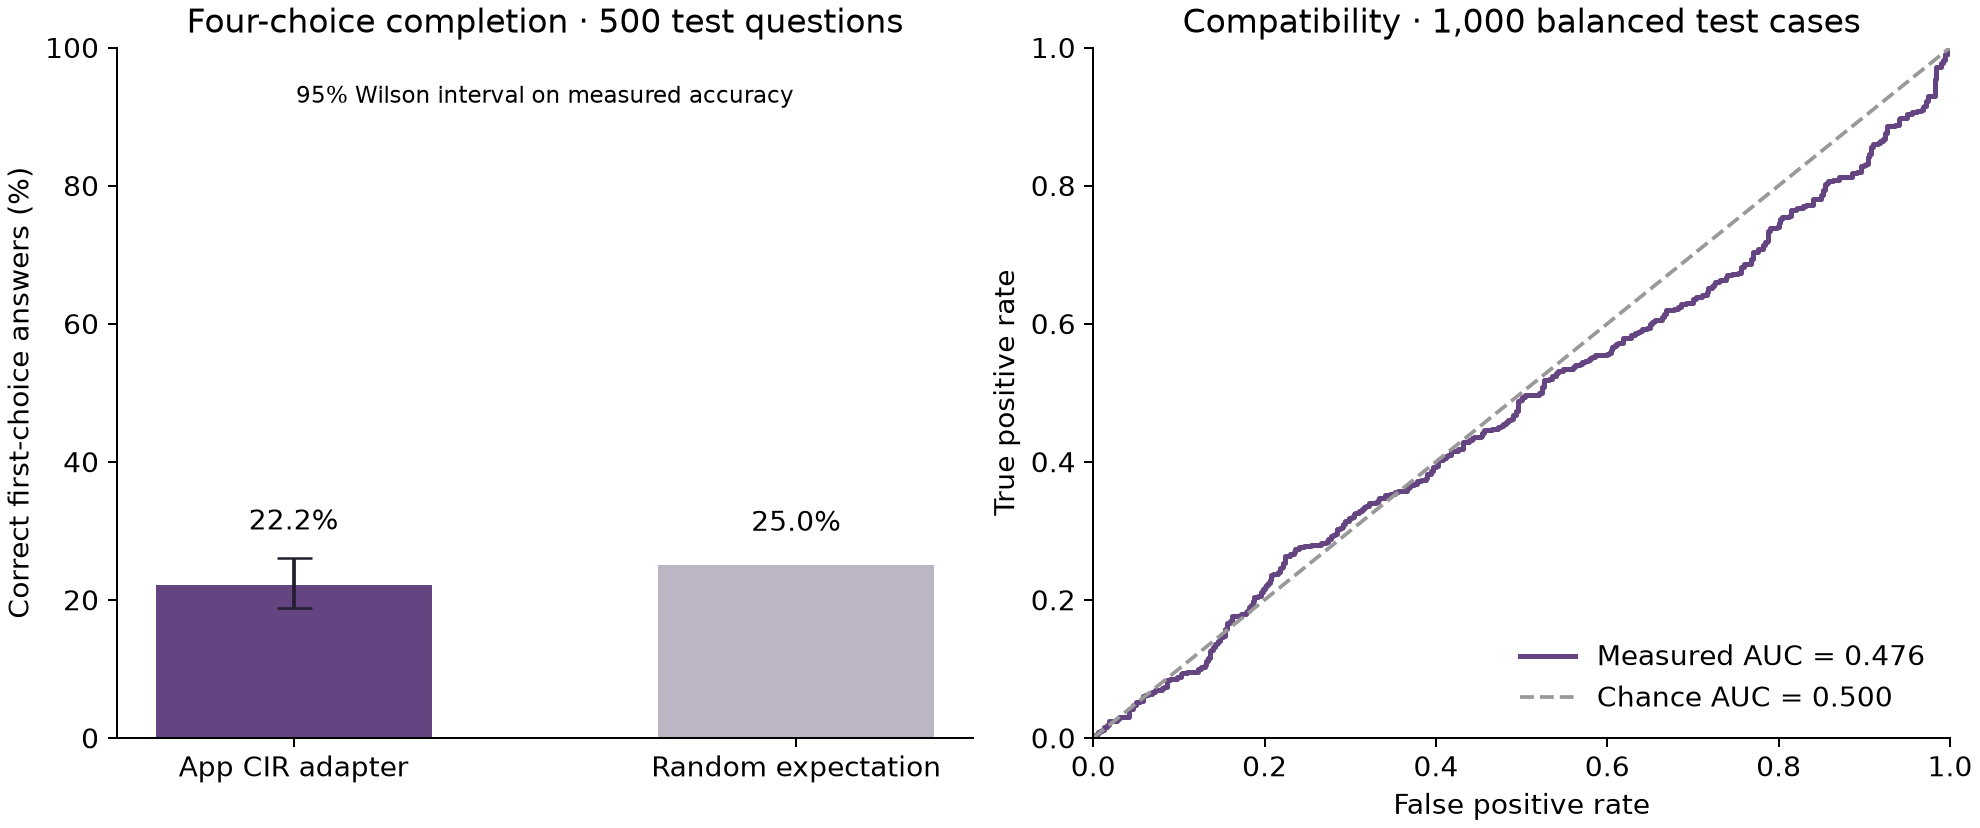 Four-choice completion · 500 test questions
95% Wilson interval on measured accuracy
Correct first-choice answers (%)
100
80
60
40
20
0
22.2%
25.0%
App CIR adapter
Random expectation
Compatibility · 1,000 balanced test cases
True positive rate
1.0
0.8
0.6
0.4
0.2
0.0
Measured AUC = 0.476
Chance AUC = 0.500
0.0 0.2 0.4 0.6 0.8 1.0
False positive rate